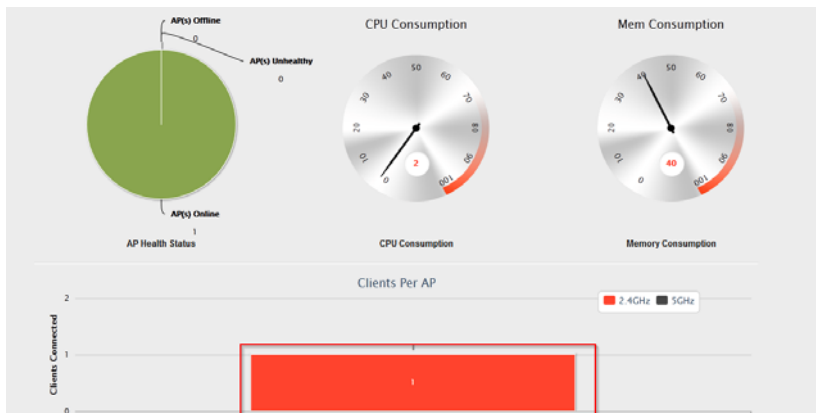 AP(s) Offline
0
AP(s) Unhealthy
0
AP(s) Online
1
AP Health Status
CPU Consumption
0
10
20
30
40
50
60
70
80
90
100
2
CPU Consumption
Mem Consumption
0
10
20
30
40
50
60
70
80
90
100
40
Memory Consumption
Clients Per AP
2.4GHz 5GHz
Clients Connected
2
1
0
1
1